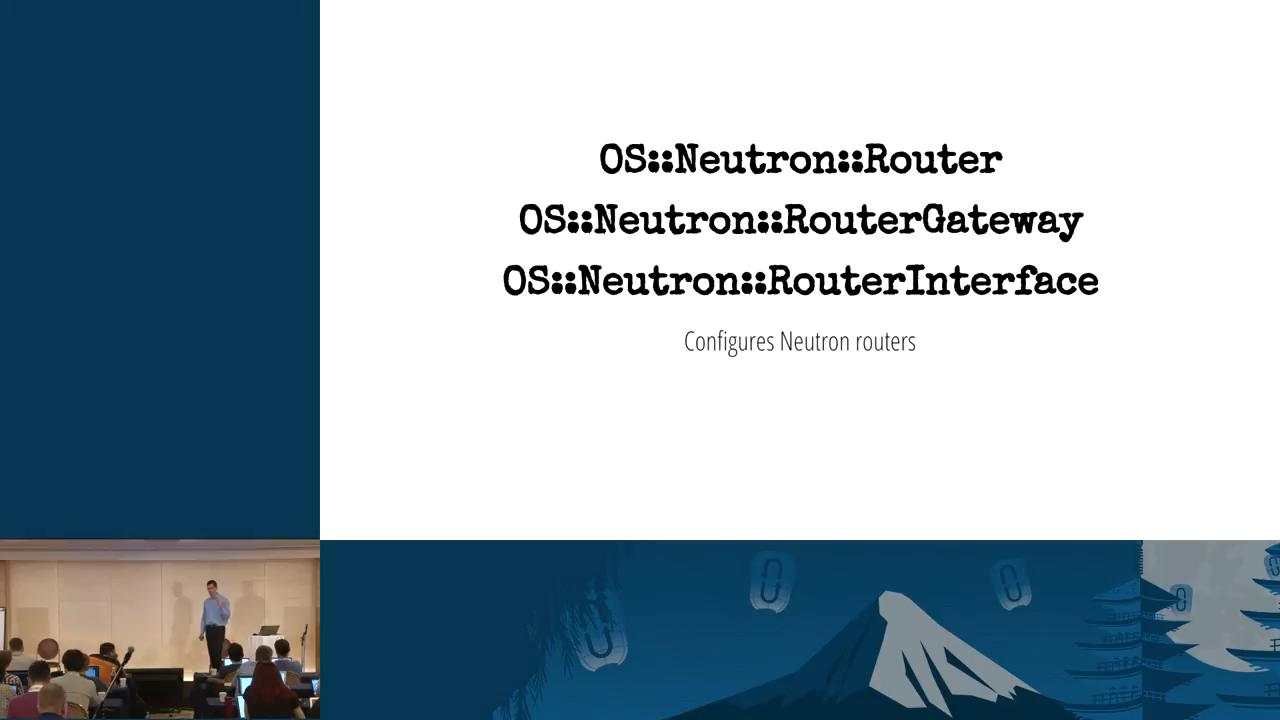 OS::Neutron::Router
OS::Neutron::RouterGateway
OS::Neutron::RouterInterface
Configures Neutron routers